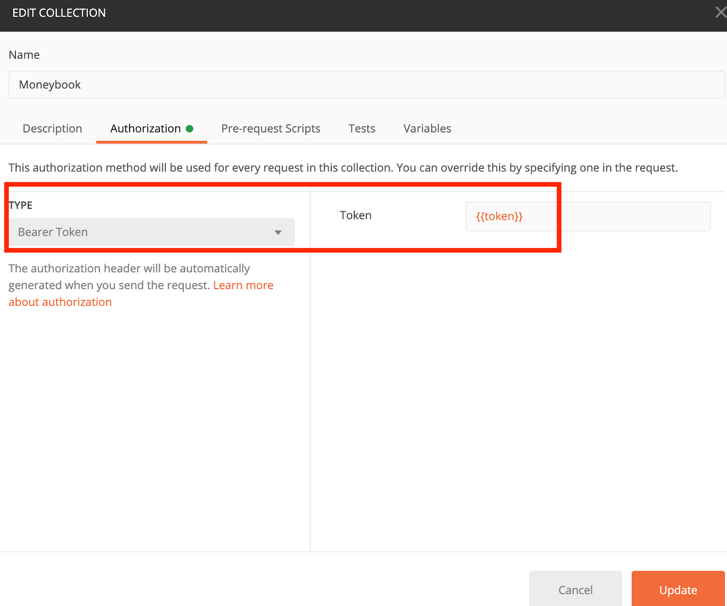 EDIT COLLECTION
Name
Moneybook
Description Authorization Pre-request Scripts Tests Variables
This authorization method will be used for every request in this collection. You can override this by specifying one in the request.
TYPE
Bearer Token
Token {{token}}
The authorization header will be automatically
generated when you send the request. Learn more
about authorization
Cancel Update